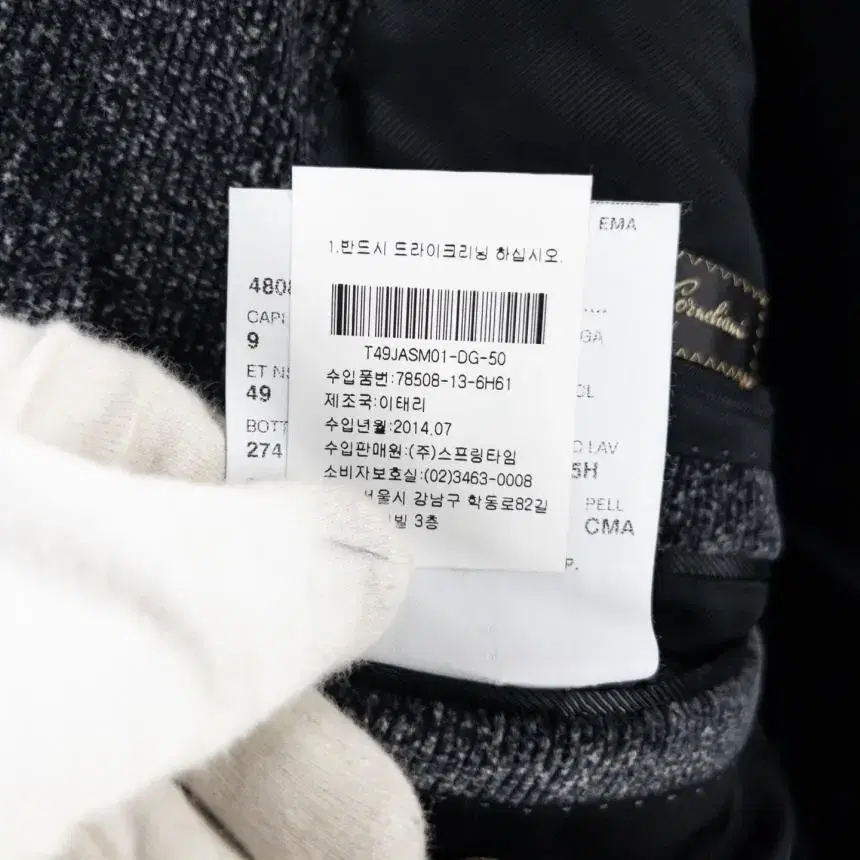 1.반드시 드라이크리닝 하십시오.
T49JASM01-DG-50
수입품번:78508-13-6H61
제조국:이태리
수입년월:2014.07
수입판매원:(주)스프링타임
소비자보호실:(02)3463-0008
서울시 강남구 학동로82길
빌 3층
EMA
480
CAPI
9
ET NS
49
BOTT
274
GA
CL
LAV
5H
PELL
CMA
P.
Corneliani